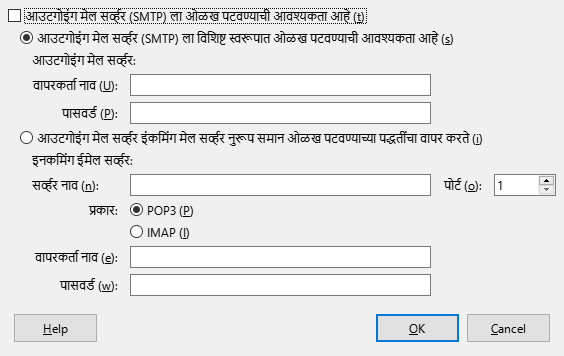 आउटगोइंग मेल सर्व्हर (SMTP) ला ओळख पटवण्याची आवश्यकता आहे (t)
आउटगोइंग मेल सर्व्हर (SMTP) ला विशिष्ट स्वरूपात ओळख पटवण्याची आवश्यकता आहे (s)
आउटगोइंग मेल सर्व्हर:
वापरकर्ता नाव (U):
पासवर्ड (P):
आउटगोइंग मेल सर्व्हर इंकमिंग मेल सर्व्हर नुरूप समान ओळख पटवण्याच्या पद्धतींचा वापर करते (i)
इनकमिंग ईमेल सर्व्हर:
सर्व्हर नाव (n): पोर्ट (o): 1
प्रकार: POP3 (P)
IMAP (I)
वापरकर्ता नाव (e):
पासवर्ड (w):
Help OK Cancel